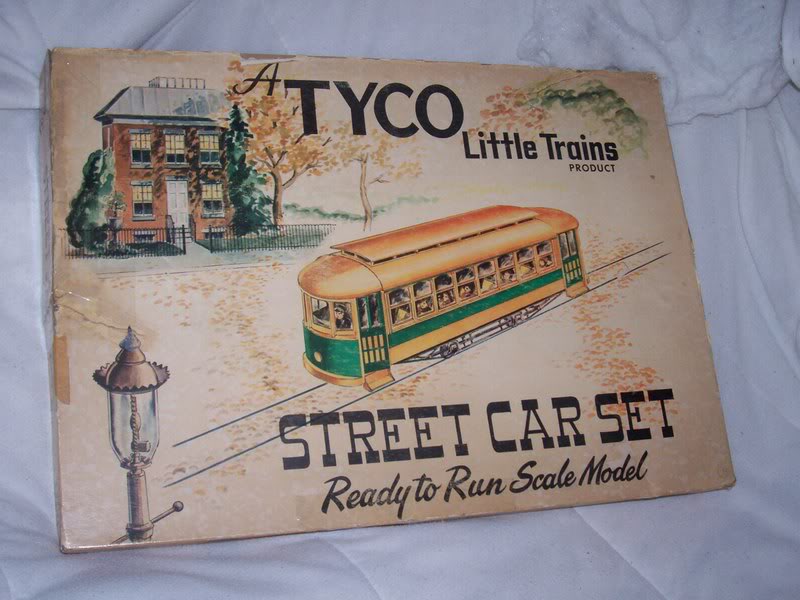 A TYCO
Little Trains
PRODUCT
STREET CAR SET
Ready to Run Scale Model